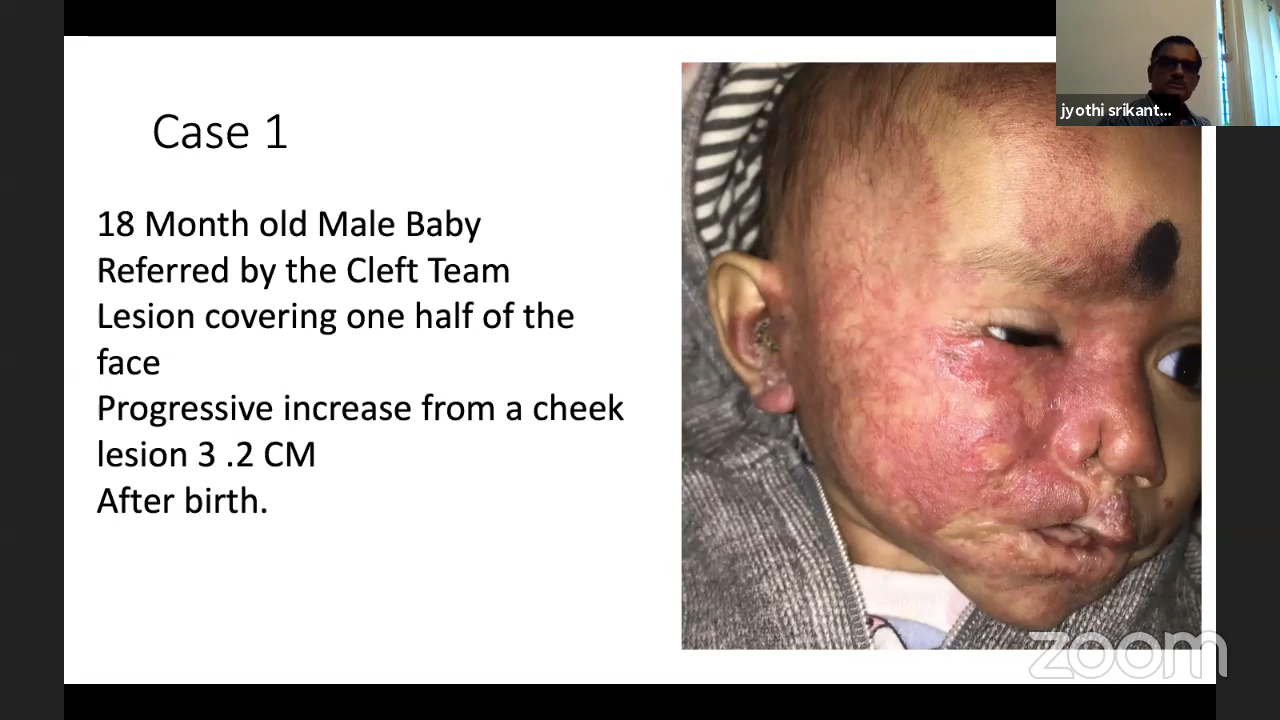 Case 1
18 Month old Male Baby
Referred by the Cleft Team
Lesion covering one half of the
face
Progressive increase from a cheek
lesion 3 .2 CM
After birth.
jyothi srikant...
zoom